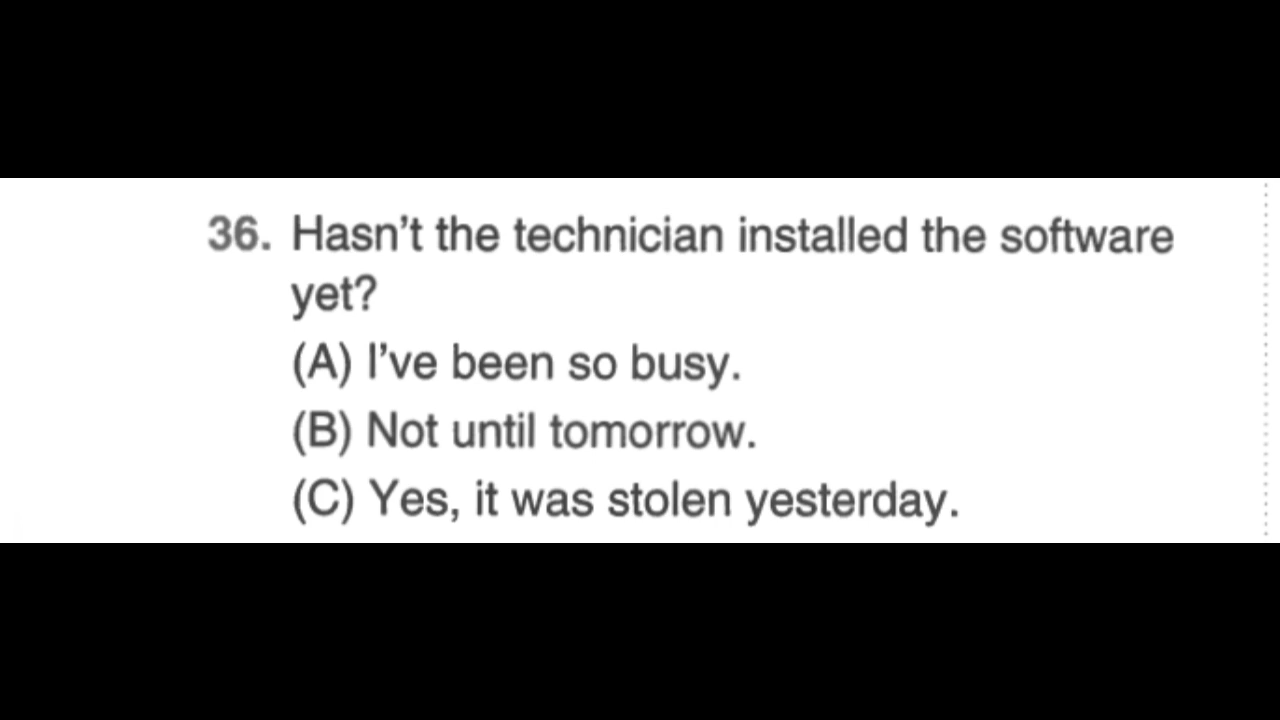 36. Hasn't the technician installed the software
yet?
(A) I've been so busy.
(B) Not until tomorrow.
(C) Yes, it was stolen yesterday.